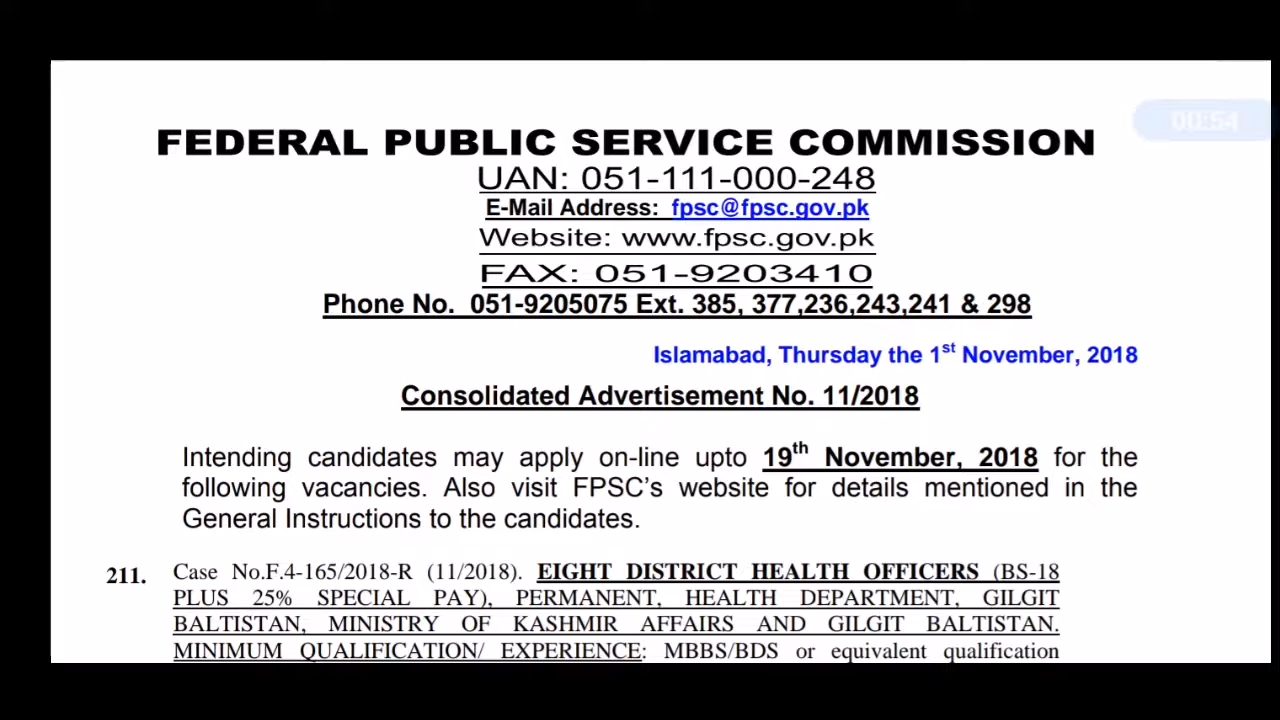 00:54
FEDERAL PUBLIC SERVICE COMMISSION
UAN: 051-111-000-248
E-Mail Address: fpsc@fpsc.gov.pk
Website: www.fpsc.gov.pk
FAX: 051-9203410
Phone No. 051-9205075 Ext. 385, 377,236,243,241 & 298
Islamabad, Thursday the 1st November, 2018
Consolidated Advertisement No. 11/2018
Intending candidates may apply on-line upto 19th November, 2018 for the
following vacancies. Also visit FPSC's website for details mentioned in the
General Instructions to the candidates.
211. Case No.F.4-165/2018-R (11/2018). EIGHT DISTRICT HEALTH OFFICERS (BS-18
PLUS 25% SPECIAL PAY), PERMANENT, HEALTH DEPARTMENT, GILGIT
BALTISTAN, MINISTRY OF KASHMIR AFFAIRS AND GILGIT BALTISTAN.
MINIMUM QUALIFICATION/ EXPERIENCE: MBBS/BDS or equivalent qualification